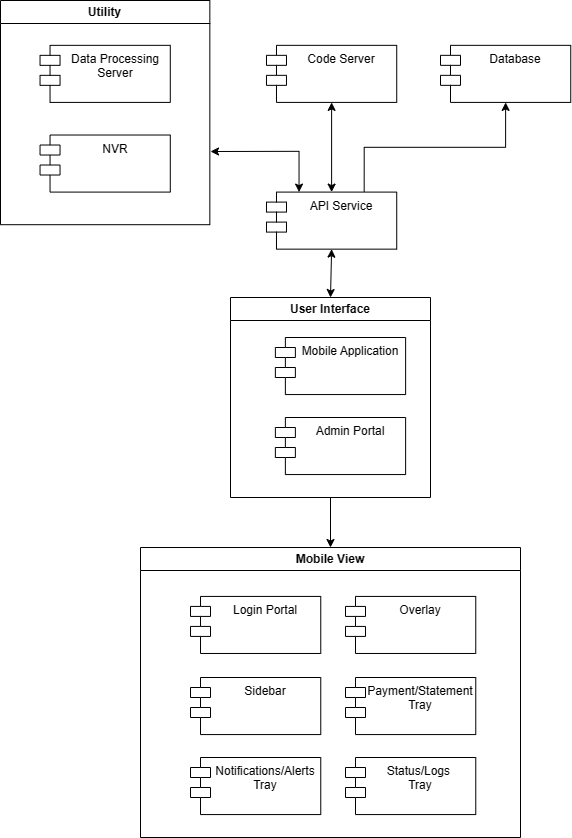 Utility
Data Processing
Server
NVR
Code Server
Database
API Service
User Interface
Mobile Application
Admin Portal
Mobile View
Login Portal
Overlay
Sidebar
Payment/Statement
Tray
Notifications/Alerts
Tray
Status/Logs
Tray